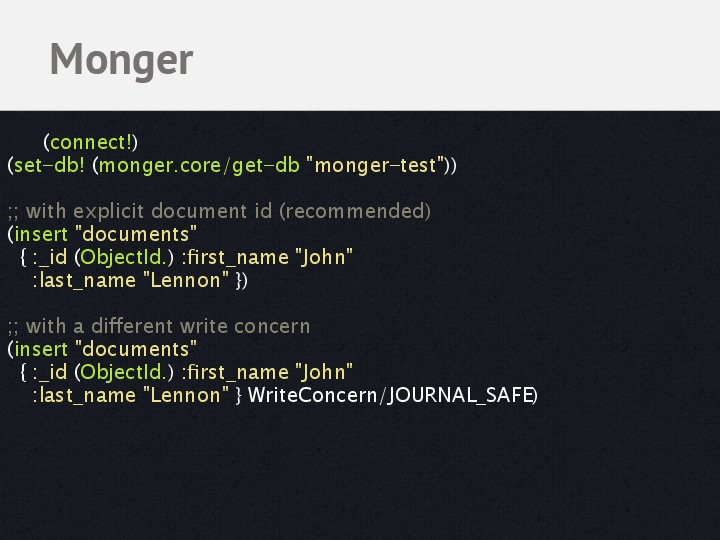 Monger
(connect!)
(set-db! (monger.core/get-db "monger-test"))
;; with explicit document id (recommended)
(insert "documents"
{ :_id (ObjectId.) :first_name "John"
:last_name "Lennon" })
;; with a different write concern
(insert "documents"
{ :_id (ObjectId.) :first_name "John"
:last_name "Lennon" } WriteConcern/JOURNAL_SAFE)